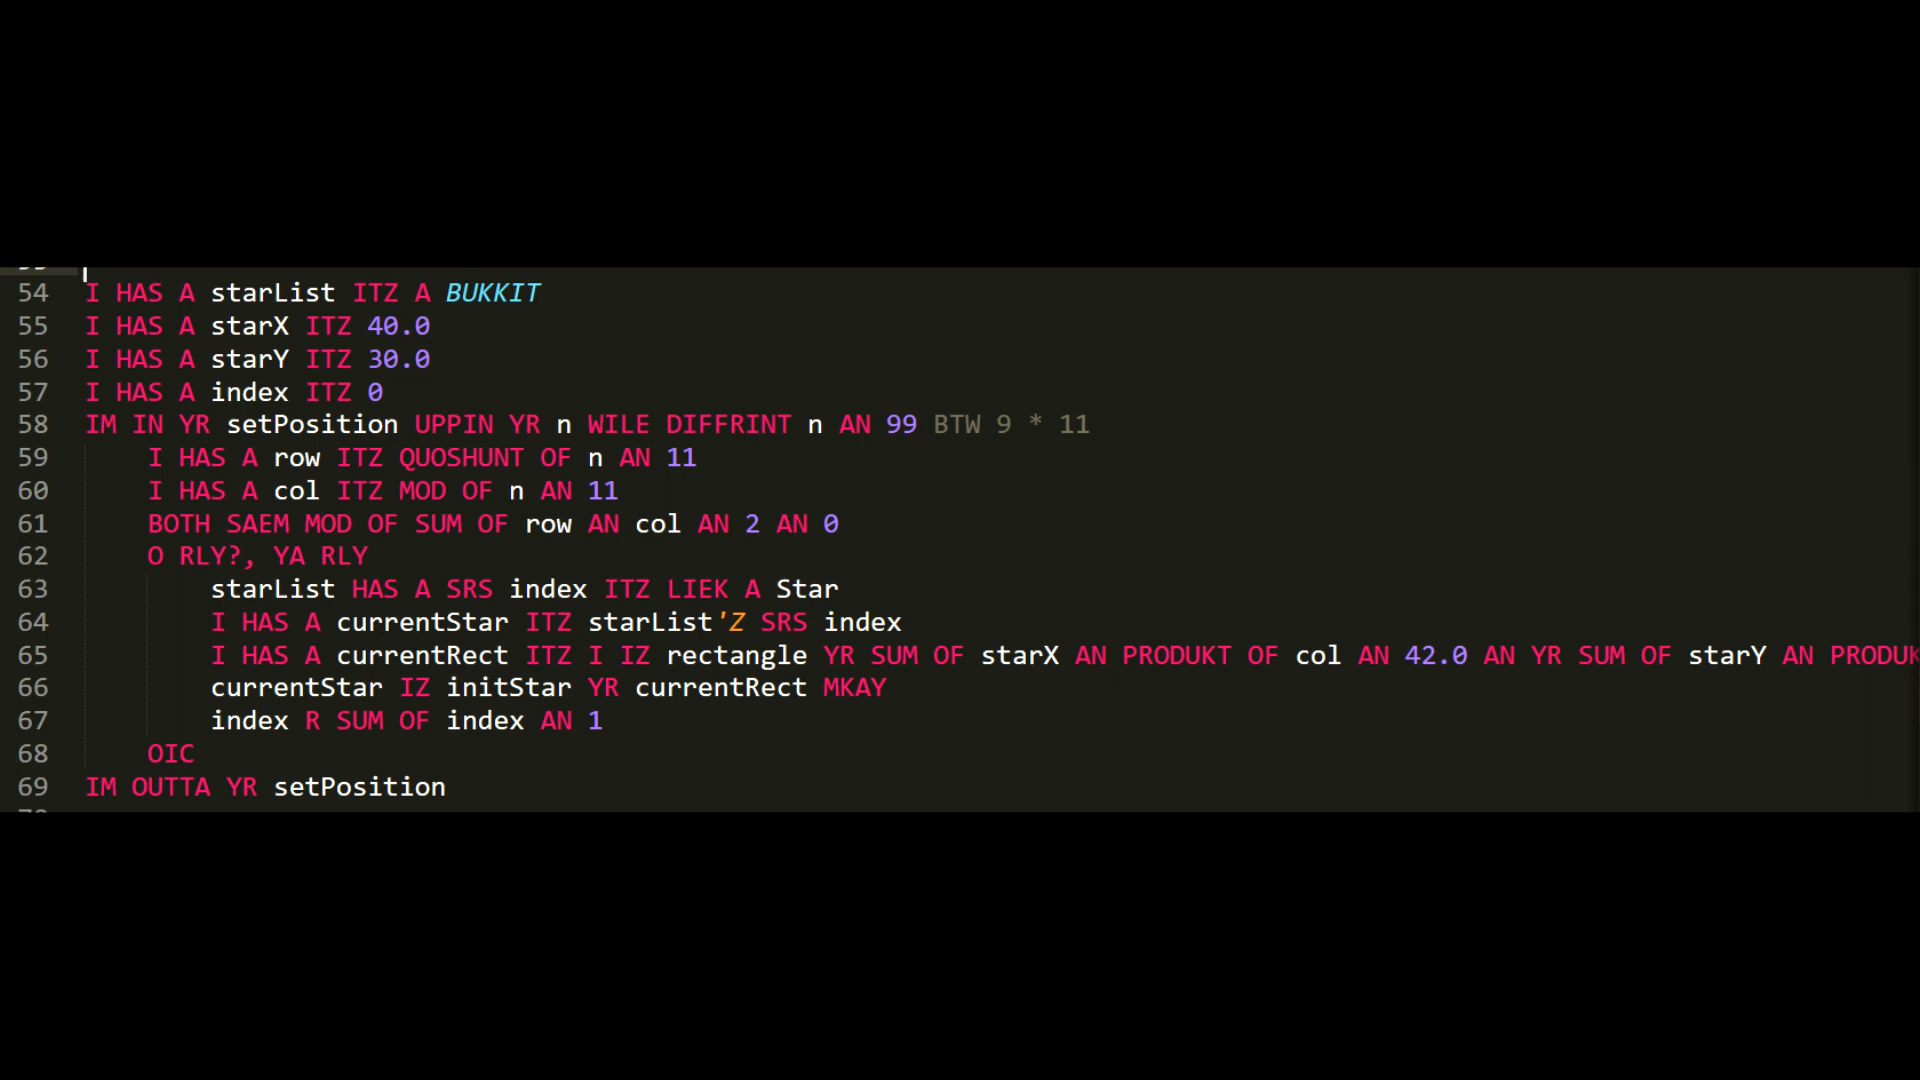 54 I HAS A starList ITZ A BUKKIT
55 I HAS A starX ITZ 40.0
56 I HAS A starY ITZ 30.0
57 I HAS A index ITZ 0
58 IM IN YR setPosition UPPIN YR n WILE DIFFRINT n AN 99 BTW 9 * 11
59 I HAS A row ITZ QUOSHUNT OF n AN 11
60 I HAS A col ITZ MOD OF n AN 11
61 BOTH SAEM MOD OF SUM OF row AN col AN 2 AN 0
62 O RLY?, YA RLY
63 starList HAS A SRS index ITZ LIEK A Star
64 I HAS A currentStar ITZ starList'Z SRS index
65 I HAS A currentRect ITZ I IZ rectangle YR SUM OF starX AN PRODUKT OF col AN 42.0 AN YR SUM OF starY AN PRODUK
66 currentStar IZ initStar YR currentRect MKAY
67 index R SUM OF index AN 1
68 OIC
69 IM OUTTA YR setPosition